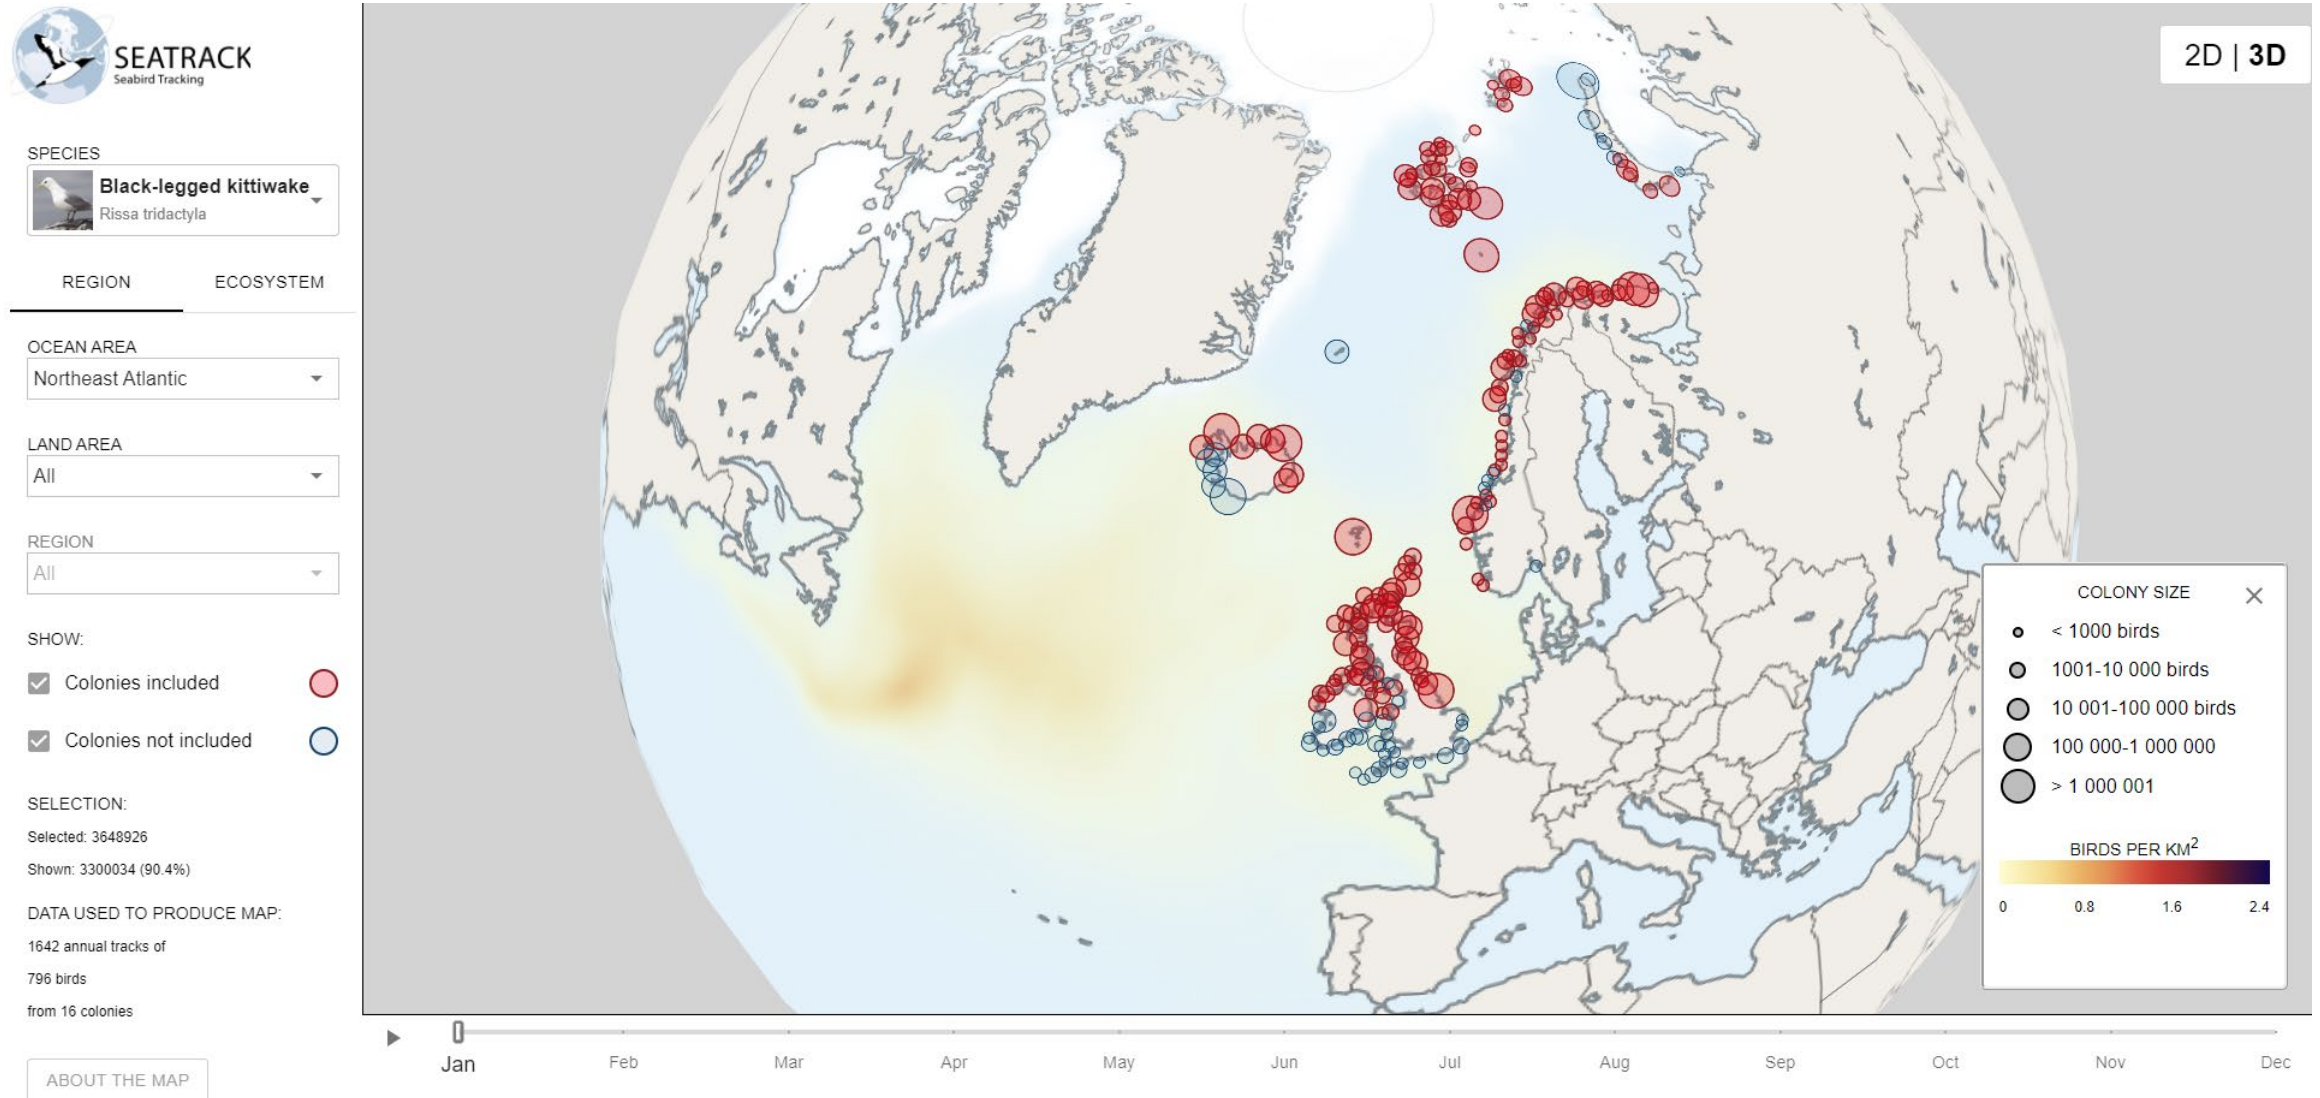 SEATRACK
Seabird Tracking
SPECIES
Black-legged kittiwake
Rissa tridactyla
REGION ECOSYSTEM
OCEAN AREA
Northeast Atlantic
LAND AREA
All
REGION
All
SHOW:
Colonies included
Colonies not included
SELECTION:
Selected: 3648926
Shown: 3300034 (90.4%)
DATA USED TO PRODUCE MAP:
1642 annual tracks of
796 birds
from 16 colonies
ABOUT THE MAP
2D | 3D
COLONY SIZE
< 1000 birds
1001-10 000 birds
10 001-100 000 birds
100 000-1 000 000
> 1 000 001
BIRDS PER KM2
0 0.8 1.6 2.4
Jan Feb Mar Apr May Jun Jul Aug Sep Oct Nov Dec